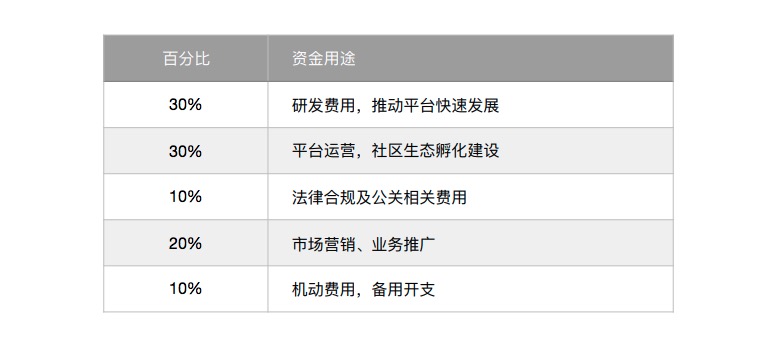 百分比 资金用途
30% 研发费用，推动平台快速发展
30% 平台运营，社区生态孵化建设
10% 法律合规及公关相关费用
20% 市场营销、业务推广
10% 机动费用，备用开支